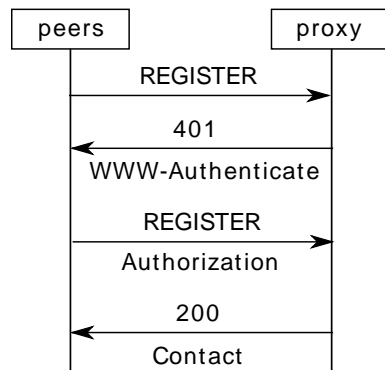 peers proxy
REGISTER
401
WWW-Authenticate
REGISTER
Authorization
200
Contact